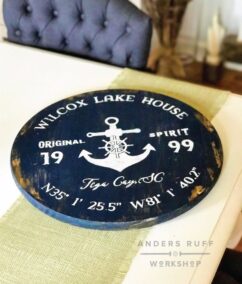 WILCOX LAKE HOUSE
ORIGINAL SPIRIT
19 99
Tega Cay, SC
N35° 1' 25.5" W81° 1' 40.2"
ANDERS RUFF
WORKSHOP